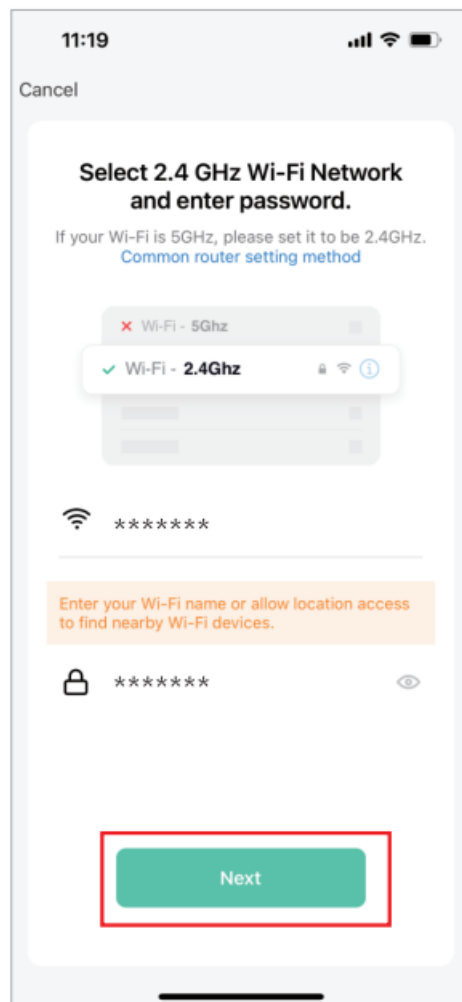 11:19
Cancel
Select 2.4 GHz Wi-Fi Network
and enter password.
If your Wi-Fi is 5GHz, please set it to be 2.4GHz.
Common router setting method
Wi-Fi - 5Ghz
Wi-Fi - 2.4Ghz
*******
Enter your Wi-Fi name or allow location access
to find nearby Wi-Fi devices.
*******
Next